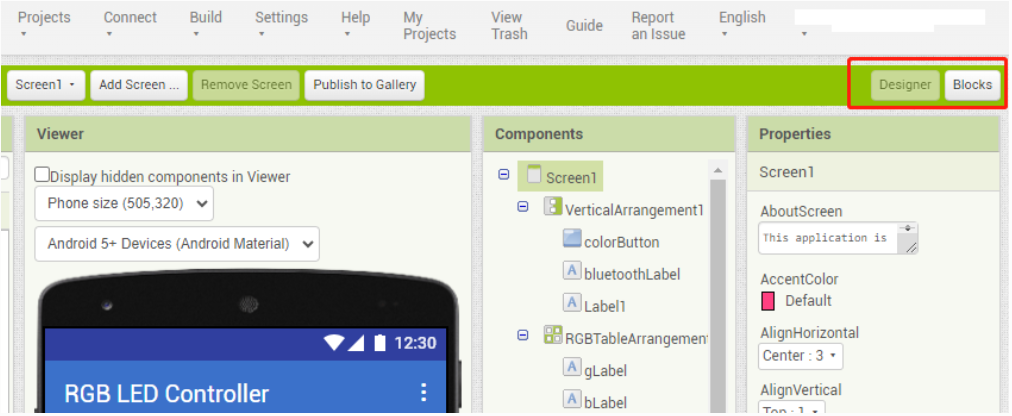 Projects Connect Build Settings Help My Projects View Trash Guide Report an Issue English
Screen1 Add Screen ... Remove Screen Publish to Gallery Designer Blocks
Viewer
Display hidden components in Viewer
Phone size (505,320)
Android 5+ Devices (Android Material)
12:30
RGB LED Controller
Components
Screen1
VerticalArrangement1
colorButton
bluetoothLabel
Label1
RGBTableArrangemen
gLabel
bLabel
Properties
Screen1
AboutScreen
This application is
AccentColor
Default
AlignHorizontal
Center : 3
AlignVertical
Top : 1